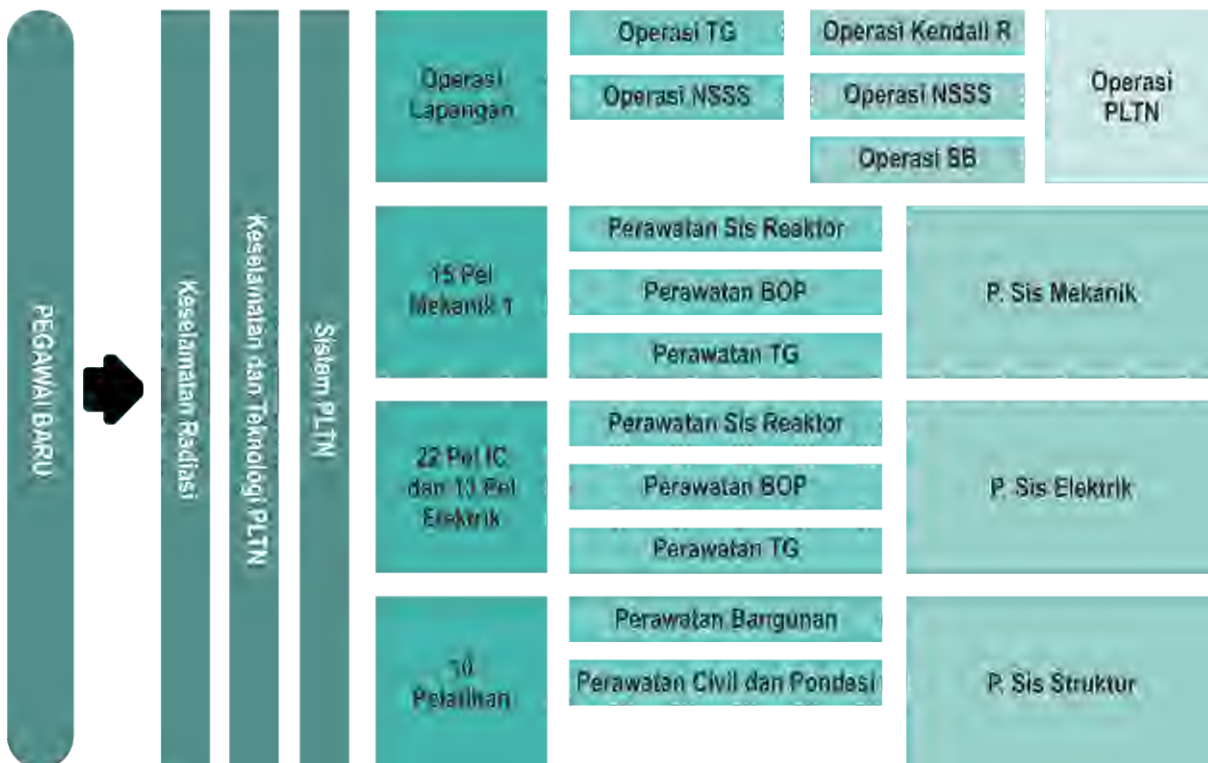 PEGAWAI BARU
Keselamatan Radiasi
Keselamatan dan Teknologi PLTN
Sistem PLTN
Operasi
Lapangan
Operasi TG
Operasi NSSS
Operasi Kendali R
Operasi NSSS
Operasi SB
Operasi
PLTN
15 Pel
Mekanik 1
Perawatan Sis Reaktor
Perawatan BOP
Perawatan TG
P. Sis Mekanik
22 Pel IC
dan 13 Pel
Elektrik
Perawatan Sis Reaktor
Perawatan BOP
Perawatan TG
P. Sis Elektrik
10
Pelatihan
Perawatan Bangunan
Perawatan Civil dan Pondasi
P. Sis Struktur